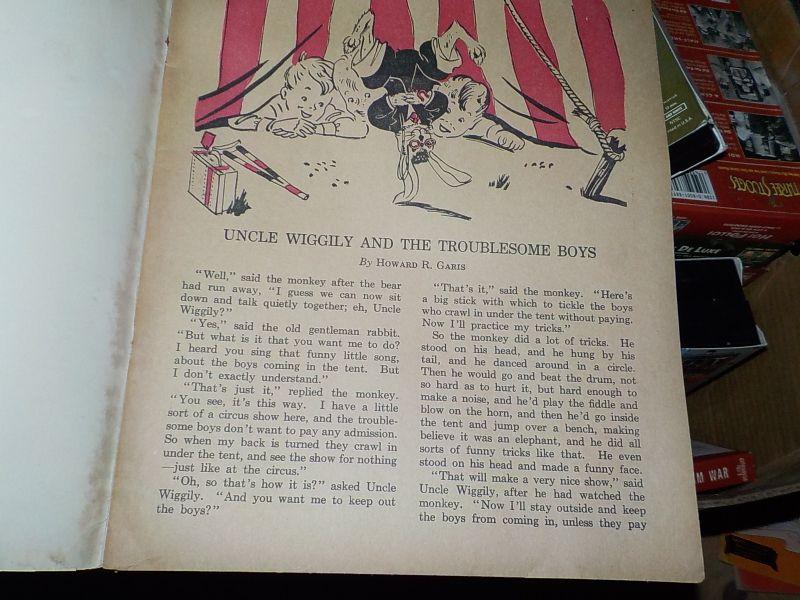 UNCLE WIGGILY AND THE TROUBLESOME BOYS
By HOWARD R. GARIS
"Well," said the monkey after the bear
had run away, "I guess we can now sit
down and talk quietly together; eh, Uncle
Wiggily?"
"Yes," said the old gentleman rabbit.
"But what is it that you want me to do?
I heard you sing that funny little song,
about the boys coming in the tent. But
I don't exactly understand."
"That's just it," replied the monkey.
"You see, it's this way. I have a little
sort of a circus show here, and the trouble-
some boys don't want to pay any admission.
So when my back is turned they crawl in
under the tent, and see the show for nothing
—just like at the circus."
"Oh, so that's how it is?" asked Uncle
Wiggily. "And you want me to keep out
the boys?"
"That's it," said the monkey. "Here's
a big stick with which to tickle the boys
who crawl in under the tent without paying.
Now I'll practice my tricks."
So the monkey did a lot of tricks. He
stood on his head, and he hung by his
tail, and he danced around in a circle.
Then he would go and beat the drum, not
so hard as to hurt it, but hard enough to
make a noise, and he'd play the fiddle and
blow on the horn, and then he'd go inside
the tent and jump over a bench, making
believe it was an elephant, and he did all
sorts of funny tricks like that. He even
stood on his head and made a funny face.
"That will make a very nice show," said
Uncle Wiggily, after he had watched the
monkey. "Now I'll stay outside and keep
the boys from coming in, unless they pay
THREE STOOGES
DE LUXE
M WAR